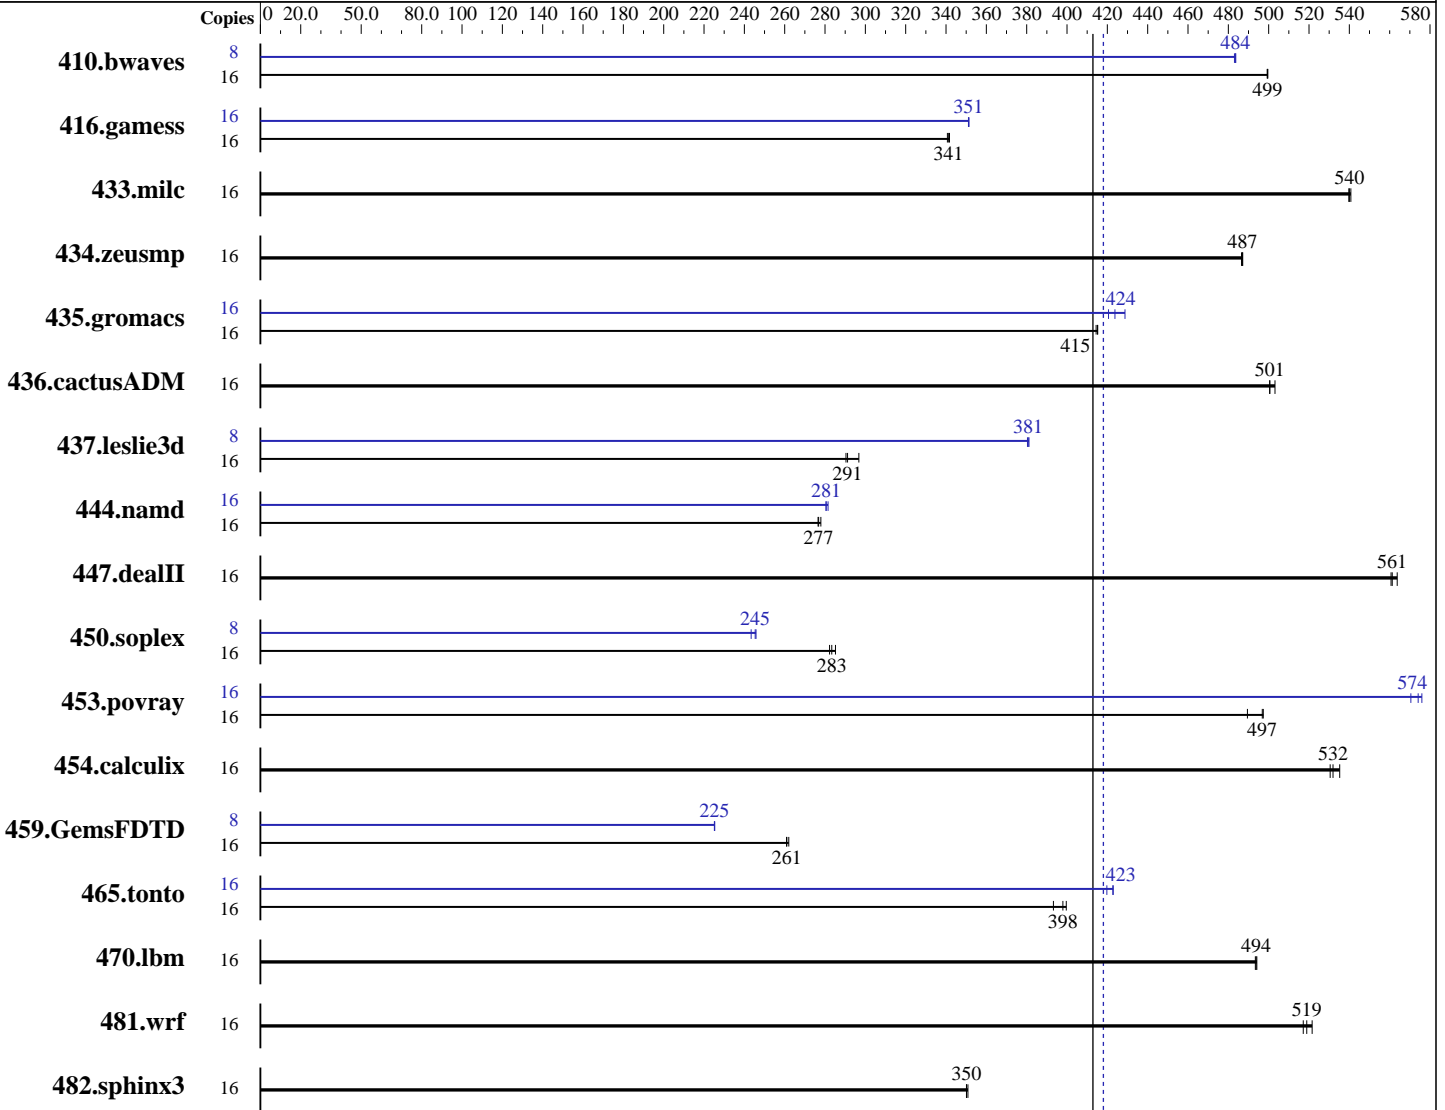 Copies 0 20.0 50.0 80.0 100 120 140 160 180 200 220 240 260 280 300 320 340 360 380 400 420 440 460 480 500 520 540 580
410.bwaves 8 484
16 499
416.gamess 16 351
16 341
433.milc 16 540
434.zeusmp 16 487
435.gromacs 16 424
16 415
436.cactusADM 16 501
437.leslie3d 8 381
16 291
444.namd 16 281
16 277
447.dealII 16 561
450.soplex 8 245
16 283
453.povray 16 574
16 497
454.calculix 16 532
459.GemsFDTD 8 225
16 261
465.tonto 16 423
16 398
470.lbm 16 494
481.wrf 16 519
482.sphinx3 16 350